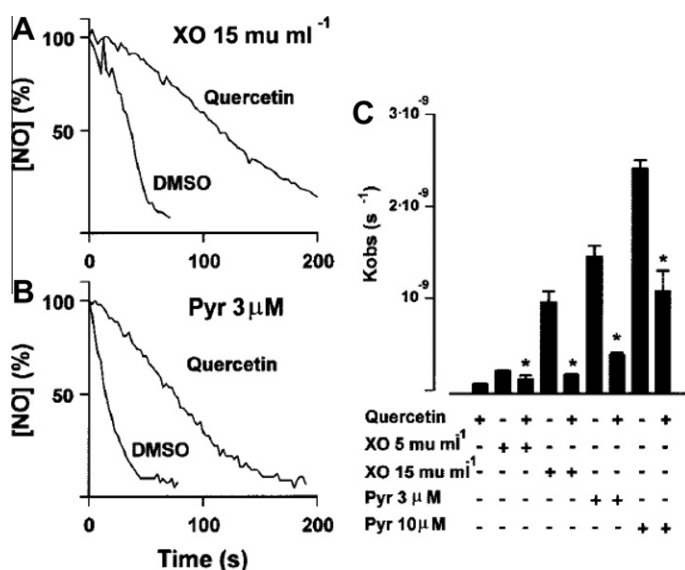 A
XO 15 mu ml -1
[NO] (%)
100
50
Quercetin
DMSO
0 100 200
B
Pyr 3 μM
[NO] (%)
100
50
Quercetin
DMSO
0 100 200
Time (s)
C
Kobs (s -1)
3·10 -9
2·10 -9
10 -9
* * * *
Quercetin + - + - + - + - +
XO 5 mu ml-1 - + + - - - - - -
XO 15 mu ml-1 - - - + + - - - -
Pyr 3 μM - - - - - + + - -
Pyr 10μM - - - - - - - + +